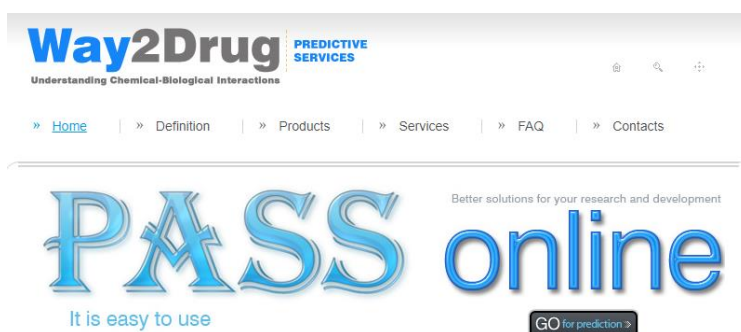 Way2Drug PREDICTIVE SERVICES
Understanding Chemical-Biological Interactions
» Home » Definition » Products » Services » FAQ » Contacts
Better solutions for your research and development
PASS online
It is easy to use
GO for prediction »